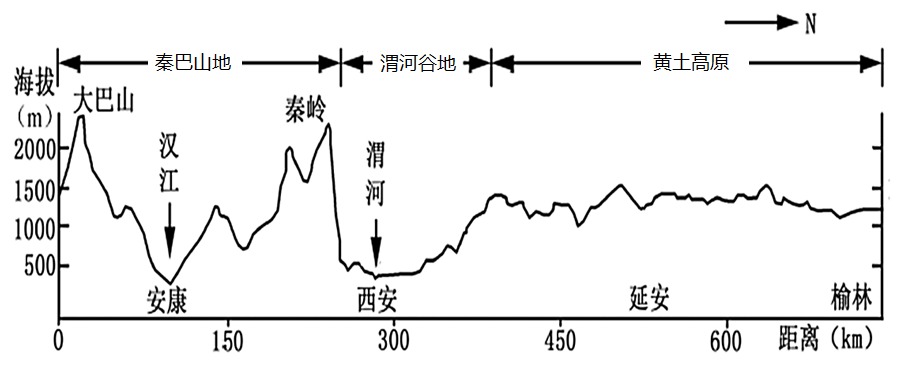 N
秦巴山地 渭河谷地 黄土高原
海拔
(m)
大巴山
秦岭
汉江
渭河
2000
1500
1000
500
安康
西安
延安
榆林
0 150 300 450 600 距离(km)